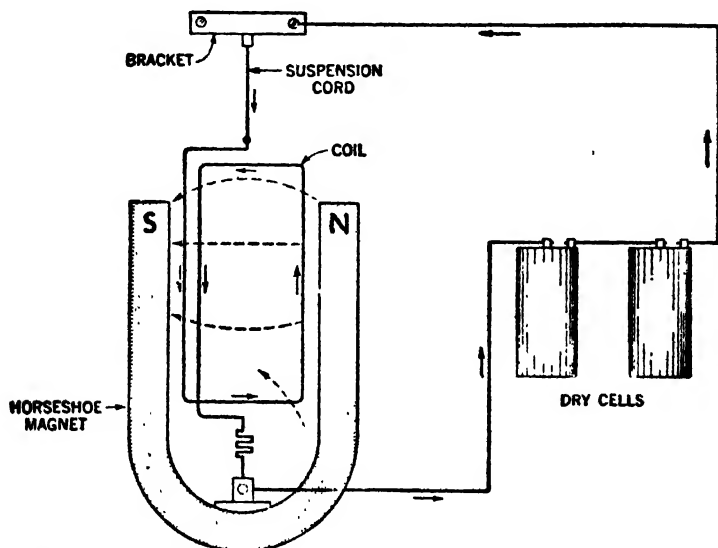 BRACKET
SUSPENSION
CORD
COIL
S
N
HORSESHOE
MAGNET
DRY CELLS